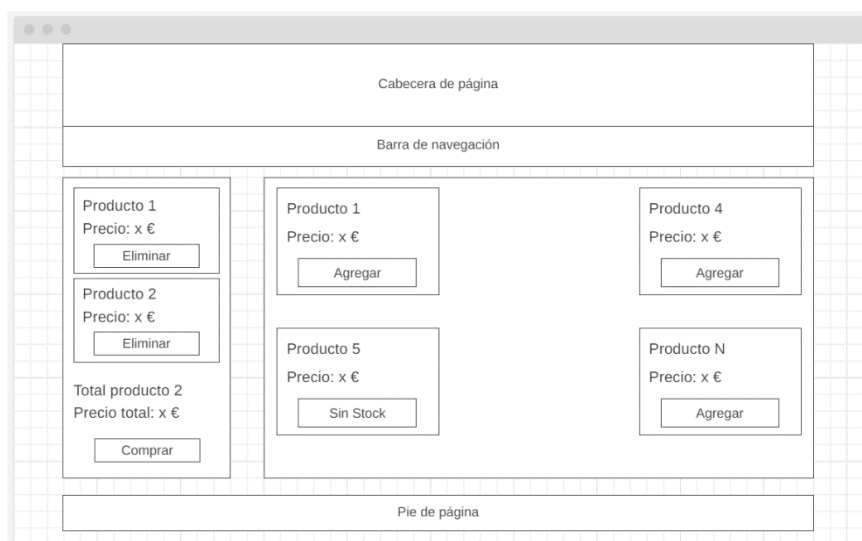 Cabecera de página
Barra de navegación
Producto 1
Precio: x €
Eliminar
Producto 2
Precio: x €
Eliminar
Total producto 2
Precio total: x €
Comprar
Producto 1
Precio: x €
Agregar
Producto 4
Precio: x €
Agregar
Producto 5
Precio: x €
Sin Stock
Producto N
Precio: x €
Agregar
Pie de página